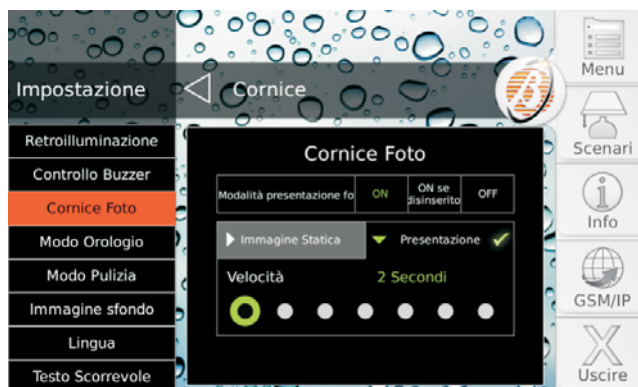 Impostazione
Cornice
Retroilluminazione
Controllo Buzzer
Cornice Foto
Modo Orologio
Modo Pulizia
Immagine sfondo
Lingua
Testo Scorrevole
Cornice Foto
Modalità presentazione fo
ON
ON se
disinserito
OFF
Immagine Statica
Presentazione
Velocità
2 Secondi
Menu
Scenari
Info
GSM/IP
Uscire